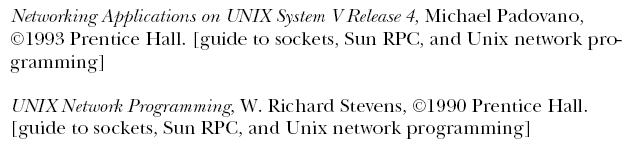 Networking Applications on UNIX System V Release 4, Michael Padovano,
©1993 Prentice Hall. [guide to sockets, Sun RPC, and Unix network pro-
gramming]
UNIX Network Programming, W. Richard Stevens, ©1990 Prentice Hall.
[guide to sockets, Sun RPC, and Unix network programming]